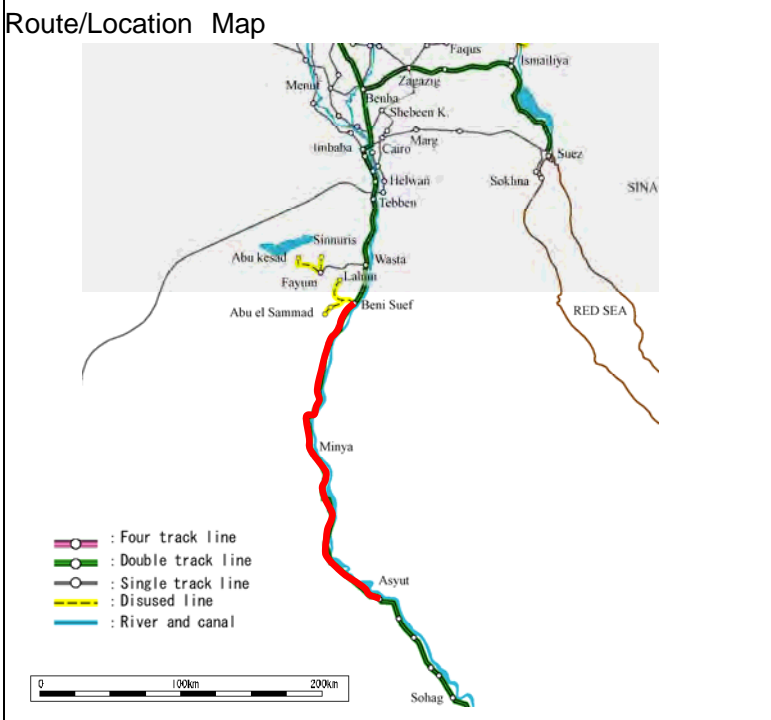 Route/Location Map
Faqus
Ismailiya
Zagazig
Menuf
Benha
Shebeen K.
Marg
Imbaba
Cairo
Suez
Helwan
Sokhna
SINA
Tebben
Sinnuris
Abu kesad
Wasta
Lahun
Fayum
Beni Suef
Abu el Sammad
RED SEA
Minya
: Four track line
: Double track line
: Single track line
: Disused line
: River and canal
Asyut
0 100km 200km
Sohag